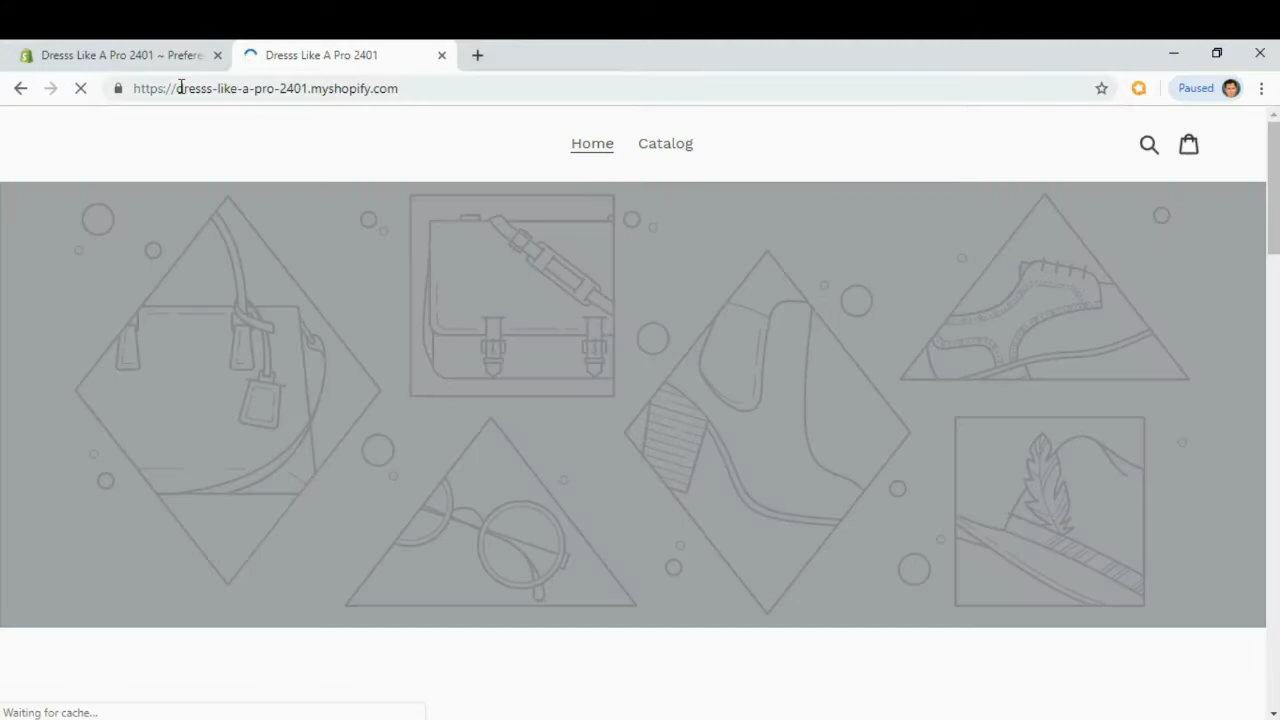 Dresss Like A Pro 2401 ~ Prefere
Dresss Like A Pro 2401
https://dresss-like-a-pro-2401.myshopify.com
Paused
Home
Catalog
Waiting for cache...